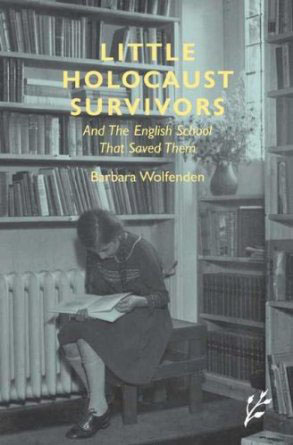 LITTLE
HOLOCAUST
SURVIVORS
And The English School
That Saved Them
Barbara Wolfenden